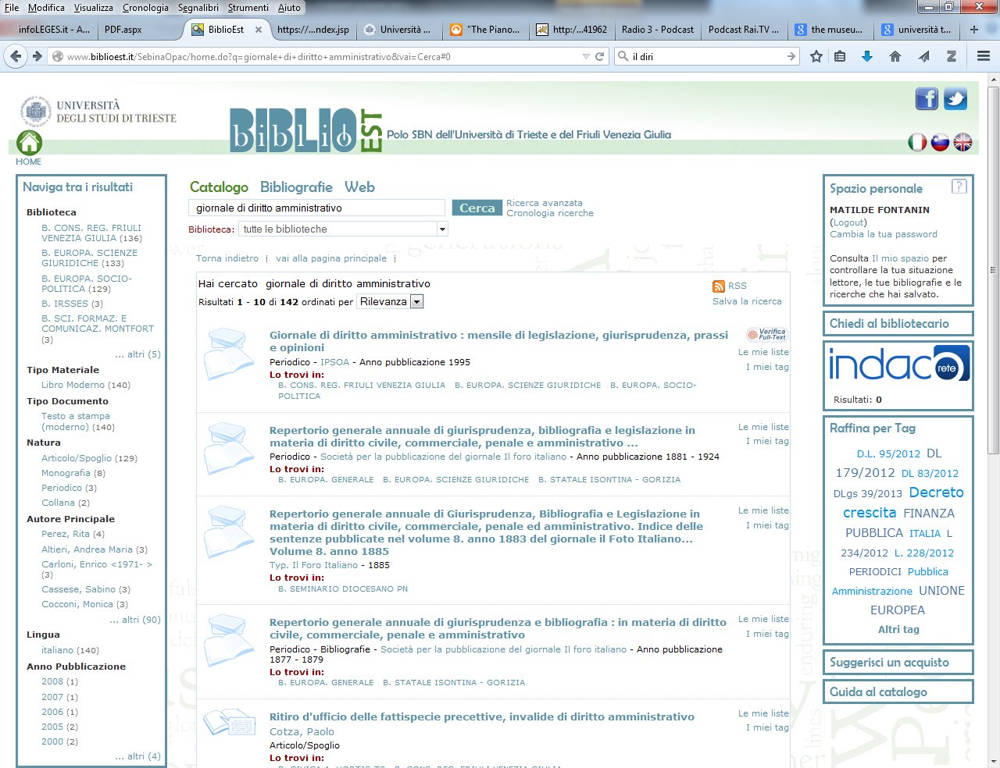 File Modifica Visualizza Cronologia Segnalibri Strumenti Aiuto
infoLEGES.it - A...
PDF.aspx
BiblioEst
https://...ndex.jsp
Università ...
"The Piano...
http:/...41962
Radio 3 - Podcast
Podcast Rai.TV ...
the museu...
università t...
www.biblioest.it/SebinaOpac/home.do?q=giornale+di+diritto+amministrativo&vai=Cerca#0
il diri
UNIVERSITÀ
DEGLI STUDI DI TRIESTE
HOME
BIBLIO
biblio EST
Polo SBN dell'Università di Trieste e del Friuli Venezia Giulia
Naviga tra i risultati
Biblioteca
B. CONS. REG. FRIULI
VENEZIA GIULIA (136)
B. EUROPA. SCIENZE
GIURIDICHE (133)
B. EUROPA. SOCIO-
POLITICA (129)
B. IRSSES (3)
B. SCI. FORMAZ. E
COMUNICAZ. MONTFORT
(3)
... altri (5)
Tipo Materiale
Libro Moderno (140)
Tipo Documento
Testo a stampa
(moderno) (140)
Natura
Articolo/Spoglio (129)
Monografia (8)
Periodico (3)
Collana (2)
Autore Principale
Perez, Rita (4)
Altieri, Andrea Maria (3)
Carloni, Enrico <1971- >
(3)
Cassese, Sabino (3)
Cocconi, Monica (3)
... altri (90)
Lingua
italiano (140)
Anno Pubblicazione
2008 (1)
2007 (1)
2006 (1)
2005 (2)
2000 (2)
... altri (4)
Catalogo Bibliografie Web
giornale di diritto amministrativo
Cerca
Ricerca avanzata
Cronologia ricerche
Biblioteca: tutte le biblioteche
Torna indietro vai alla pagina principale
Hai cercato giornale di diritto amministrativo
Risultati 1 - 10 di 142 ordinati per Rilevanza
RSS
Salva la ricerca
Giornale di diritto amministrativo : mensile di legislazione, giurisprudenza, prassi
e opinioni
Periodico - IPSOA - Anno pubblicazione 1995
Lo trovi in:
B. CONS. REG. FRIULI VENEZIA GIULIA B. EUROPA. SCIENZE GIURIDICHE B. EUROPA. SOCIO-
POLITICA
Verifica
Full-Text
Le mie liste
I miei tag
Repertorio generale annuale di giurisprudenza, bibliografia e legislazione in
materia di diritto civile, commerciale, penale e amministrativo ...
Periodico - Società per la pubblicazione del giornale Il foro italiano - Anno pubblicazione 1881 - 1924
Lo trovi in:
B. EUROPA. GENERALE B. EUROPA. SCIENZE GIURIDICHE B. STATALE ISONTINA - GORIZIA
Le mie liste
I miei tag
Repertorio generale annuale di Giurisprudenza, Bibliografia e Legislazione in
materia di diritto civile, commerciale, penale ed amministrativo. Indice delle
sentenze pubblicate nel volume 8. anno 1883 del giornale il Foto Italiano...
Volume 8. anno 1885
Typ. Il Foro Italiano - 1885
Lo trovi in:
B. SEMINARIO DIOCESANO PN
Le mie liste
I miei tag
Repertorio generale annuale di giurisprudenza e bibliografia : in materia di diritto
civile, commerciale, penale e amministrativo
Periodico - Bibliografie - Società per la pubblicazione del giornale Il foro italiano - Anno pubblicazione
1877 - 1879
Lo trovi in:
B. EUROPA. GENERALE B. STATALE ISONTINA - GORIZIA
Le mie liste
I miei tag
Ritiro d'ufficio delle fattispecie precettive, invalide di diritto amministrativo
Cotza, Paolo
Articolo/Spoglio
Lo trovi in:
B. CIVICA A. HORTIS TS B. CONS. REG. FRIULI VENEZIA GIULIA
Le mie liste
I miei tag
Spazio personale ?
MATILDE FONTANIN
(Logout)
Cambia la tua password
Consulta Il mio spazio per
controllare la tua situazione
lettore, le tue bibliografie e le
ricerche che hai salvato.
Chiedi al bibliotecario
indaco rete
Risultati: 0
Raffina per Tag
D.L. 95/2012 DL
179/2012 DL 83/2012
DLgs 39/2013 Decreto
crescita FINANZA
PUBBLICA ITALIA L
234/2012 L. 228/2012
PERIODICI Pubblica
Amministrazione UNIONE
EUROPEA
Altri tag
Suggerisci un acquisto
Guida al catalogo